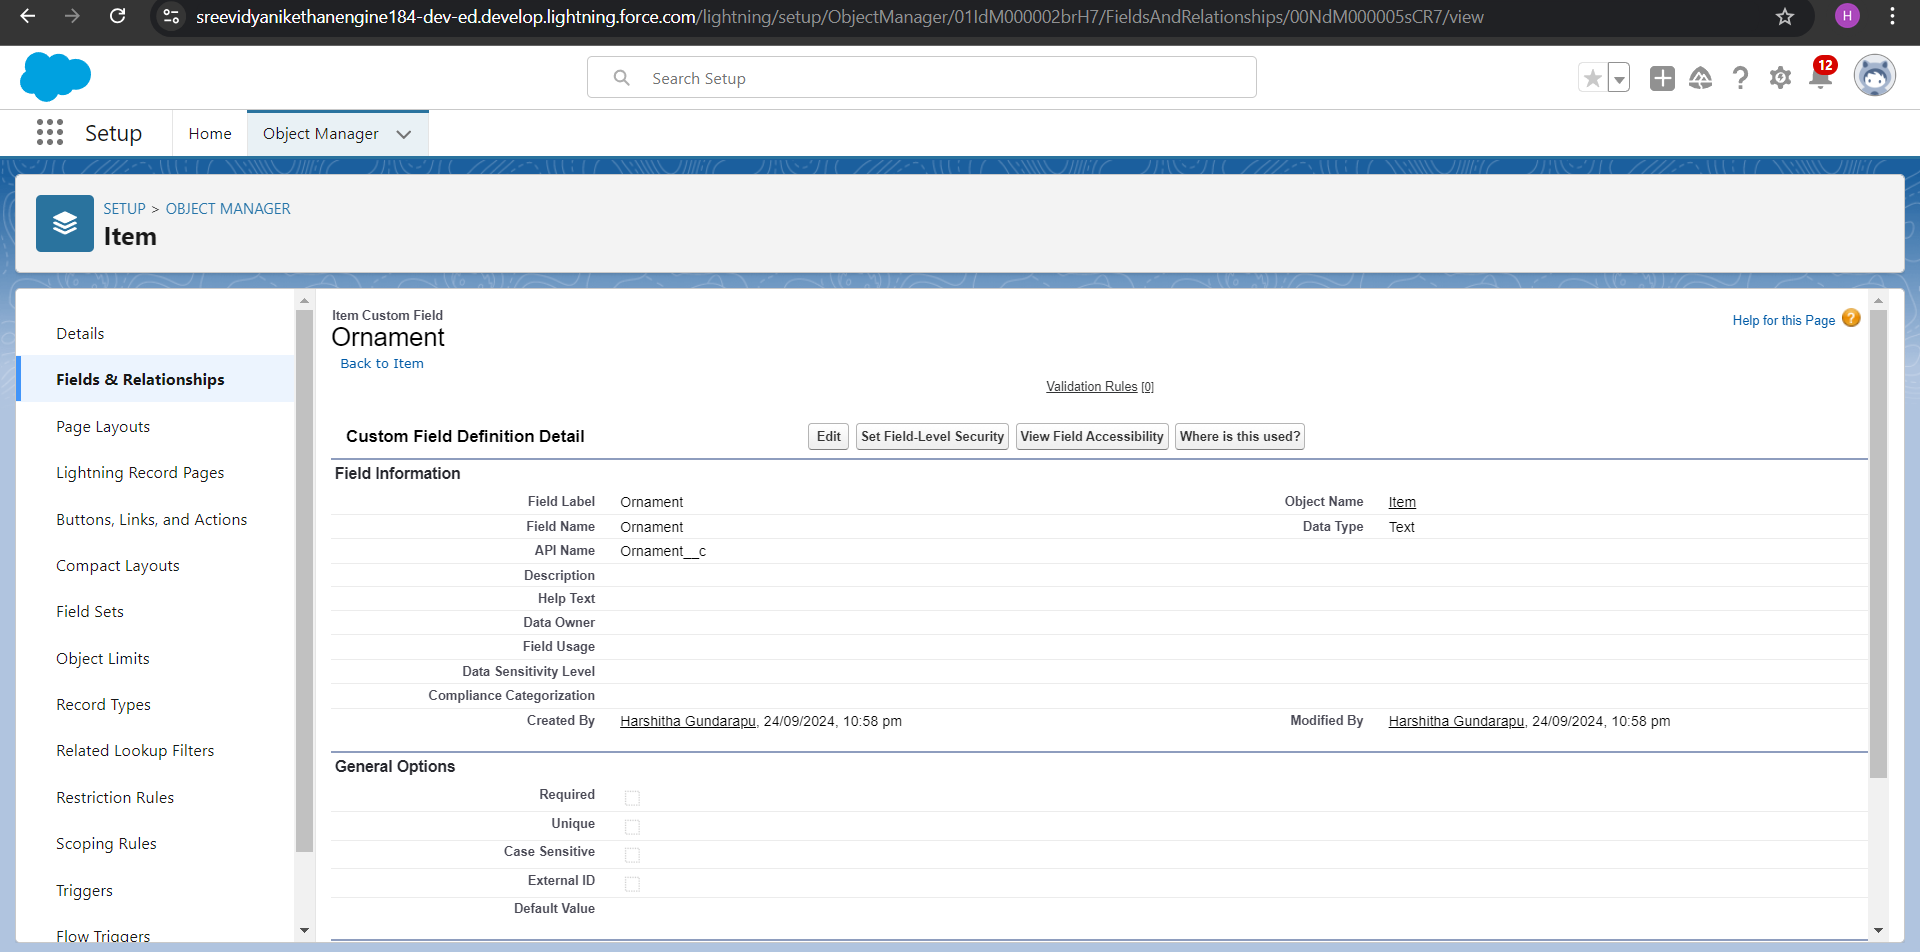 sreevidyanikethanengine184-dev-ed.develop.lightning.force.com/lightning/setup/ObjectManager/01IdM000002brH7/FieldsAndRelationships/00NdM000005sCR7/view
H
Search Setup
12
Setup
Home
Object Manager
SETUP > OBJECT MANAGER
Item
Details
Fields & Relationships
Page Layouts
Lightning Record Pages
Buttons, Links, and Actions
Compact Layouts
Field Sets
Object Limits
Record Types
Related Lookup Filters
Restriction Rules
Scoping Rules
Triggers
Flow Triggers
Item Custom Field
Ornament
Back to Item
Help for this Page ?
Validation Rules [0]
Custom Field Definition Detail
Edit
Set Field-Level Security
View Field Accessibility
Where is this used?
Field Information
Field Label Ornament Object Name Item
Field Name Ornament Data Type Text
API Name Ornament__c
Description
Help Text
Data Owner
Field Usage
Data Sensitivity Level
Compliance Categorization
Created By Harshitha Gundarapu, 24/09/2024, 10:58 pm Modified By Harshitha Gundarapu, 24/09/2024, 10:58 pm
General Options
Required
Unique
Case Sensitive
External ID
Default Value